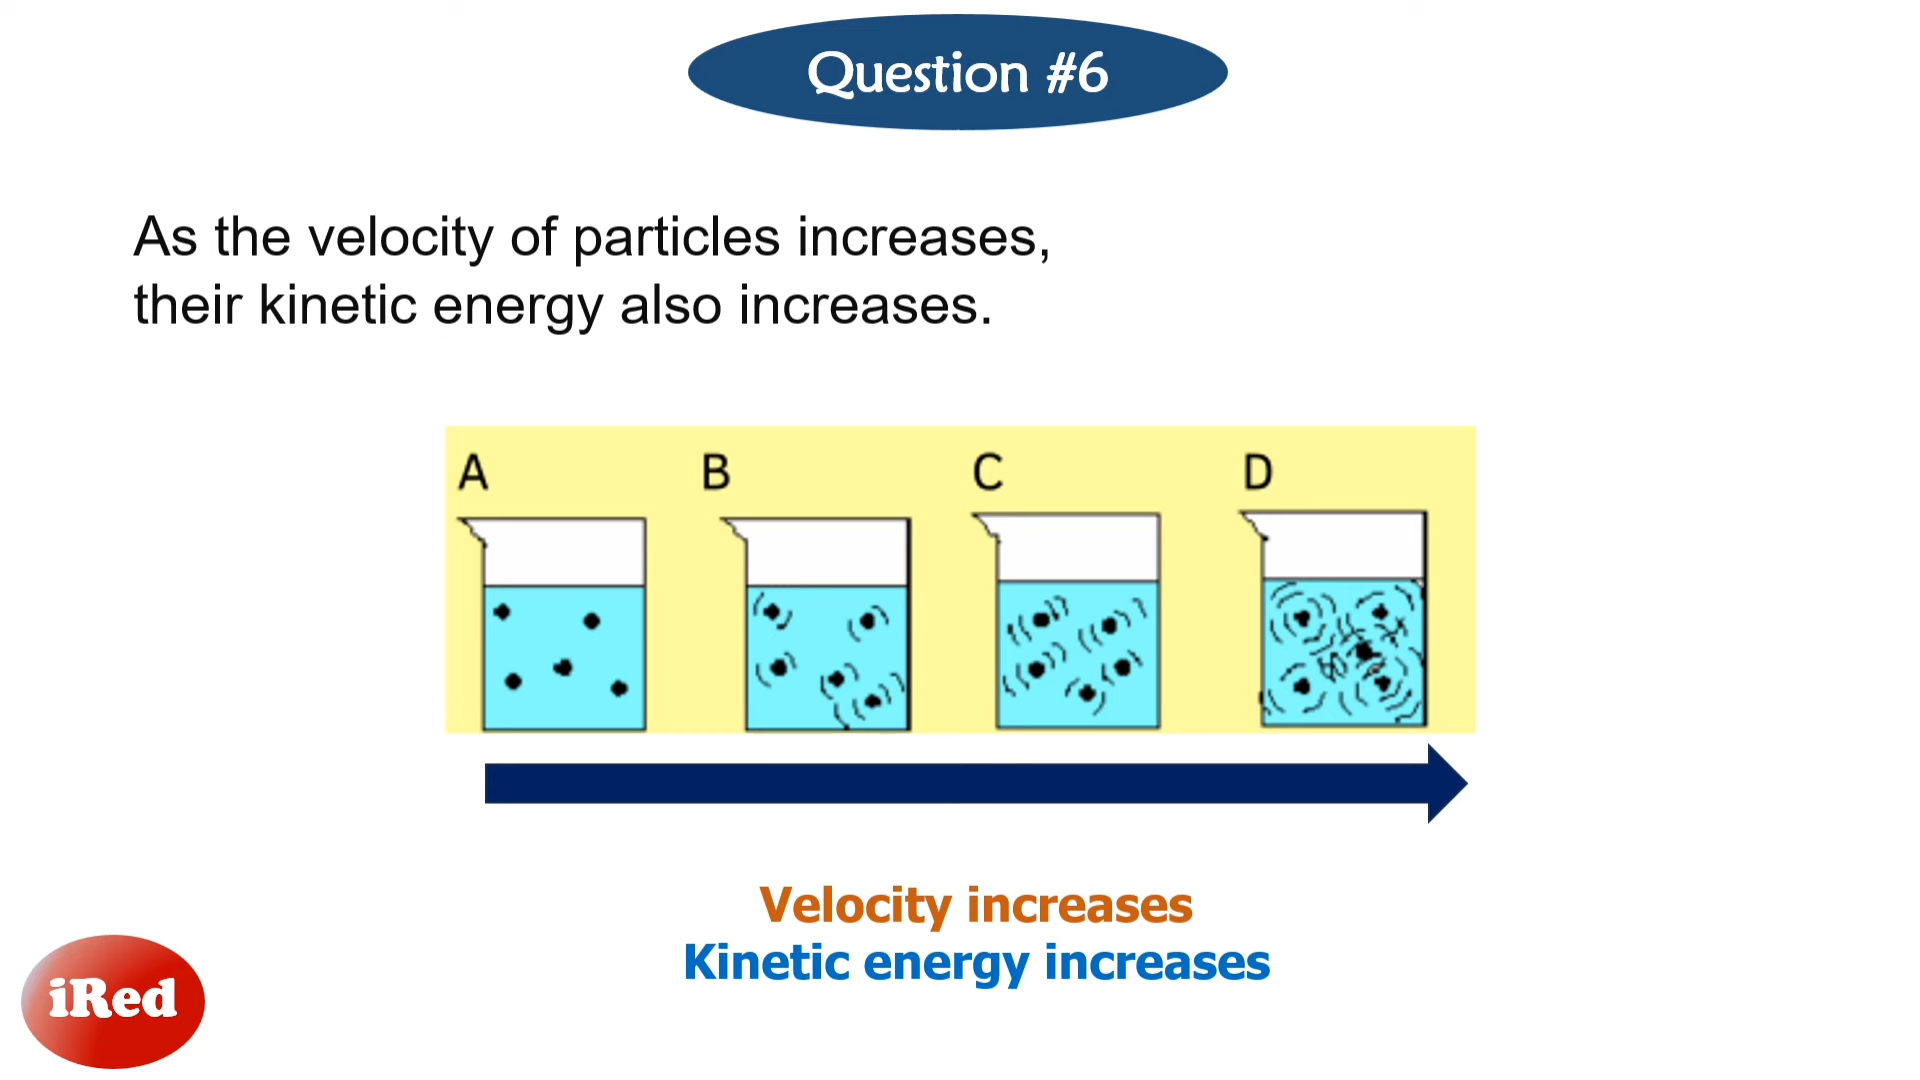 Question #6
As the velocity of particles increases,
their kinetic energy also increases.
A B C D
Velocity increases
Kinetic energy increases
iRed